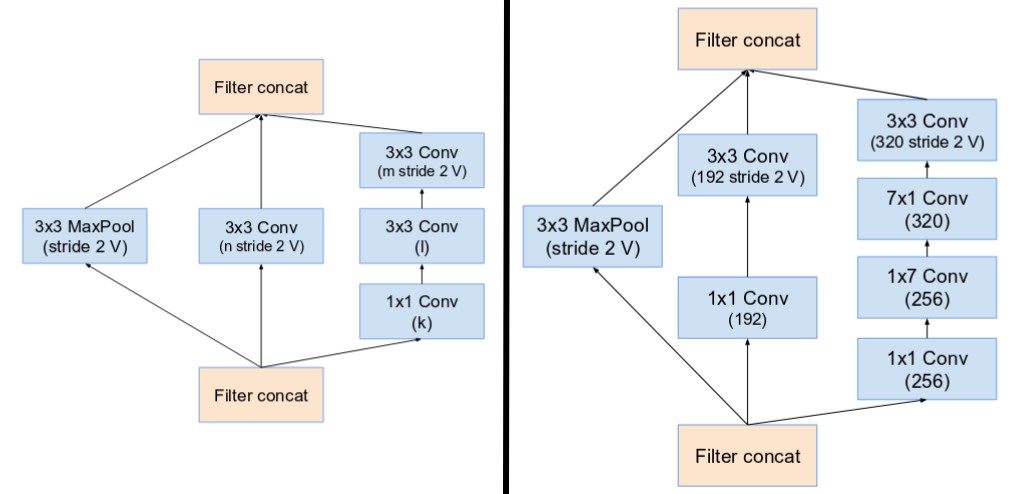 Filter concat
3x3 Conv
(m stride 2 V)
3x3 MaxPool
(stride 2 V)
3x3 Conv
(n stride 2 V)
3x3 Conv
(l)
1x1 Conv
(k)
Filter concat
Filter concat
3x3 Conv
(320 stride 2 V)
3x3 Conv
(192 stride 2 V)
7x1 Conv
(320)
3x3 MaxPool
(stride 2 V)
1x7 Conv
(256)
1x1 Conv
(192)
1x1 Conv
(256)
Filter concat